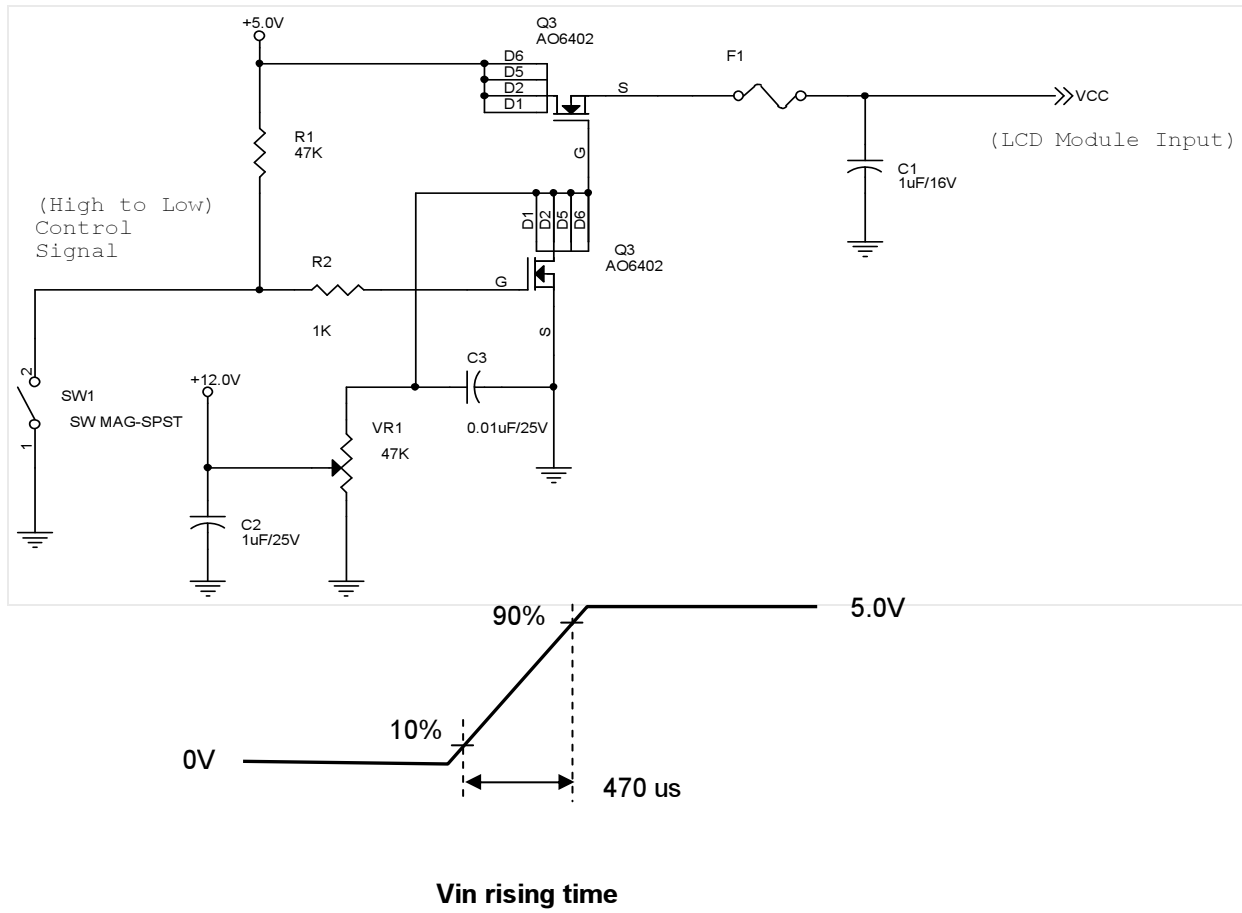 +5.0V
Q3
AO6402
D6
D5
D2
D1
S
G
F1
VCC
(LCD Module Input)
R1
47K
C1
1uF/16V
(High to Low)
Control
Signal
D1
D2
D5
D6
Q3
AO6402
R2
1K
G
S
2
1
SW1
SW MAG-SPST
+12.0V
C3
0.01uF/25V
VR1
47K
C2
1uF/25V
90%
5.0V
10%
0V
470 us
Vin rising time